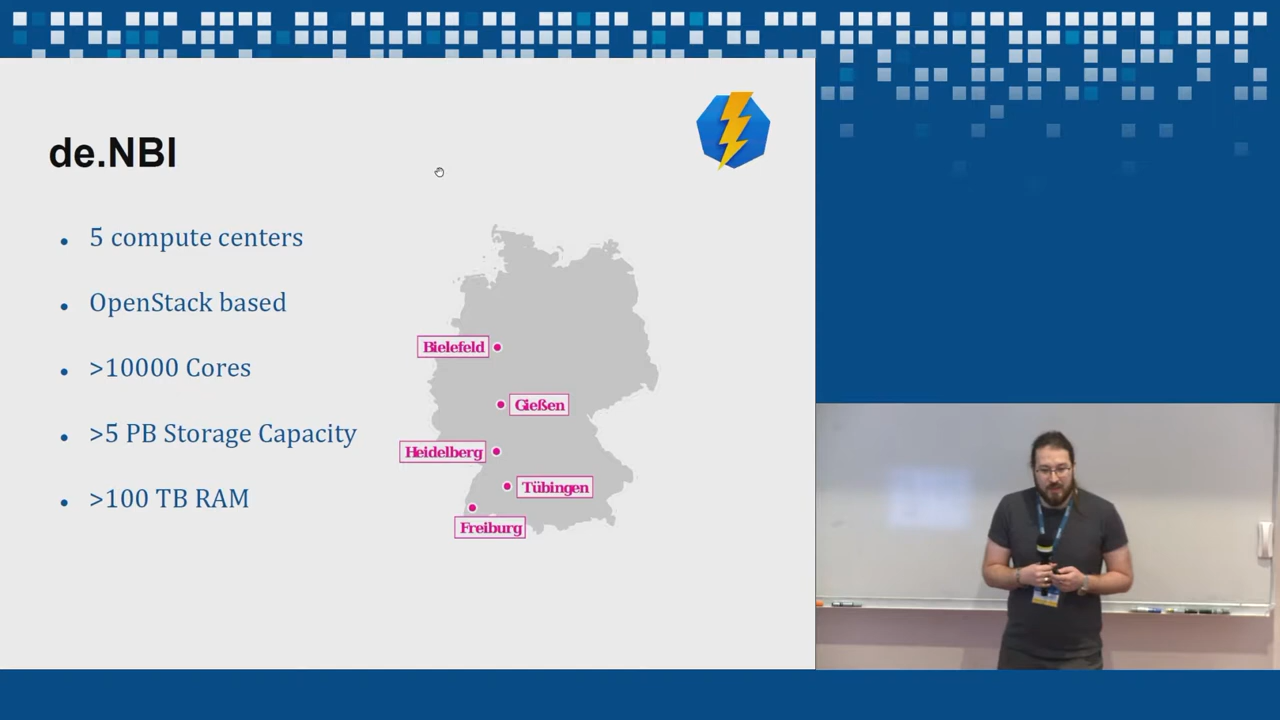 de.NBI
5 compute centers
OpenStack based
>10000 Cores
>5 PB Storage Capacity
>100 TB RAM
Bielefeld
Gießen
Heidelberg
Tübingen
Freiburg